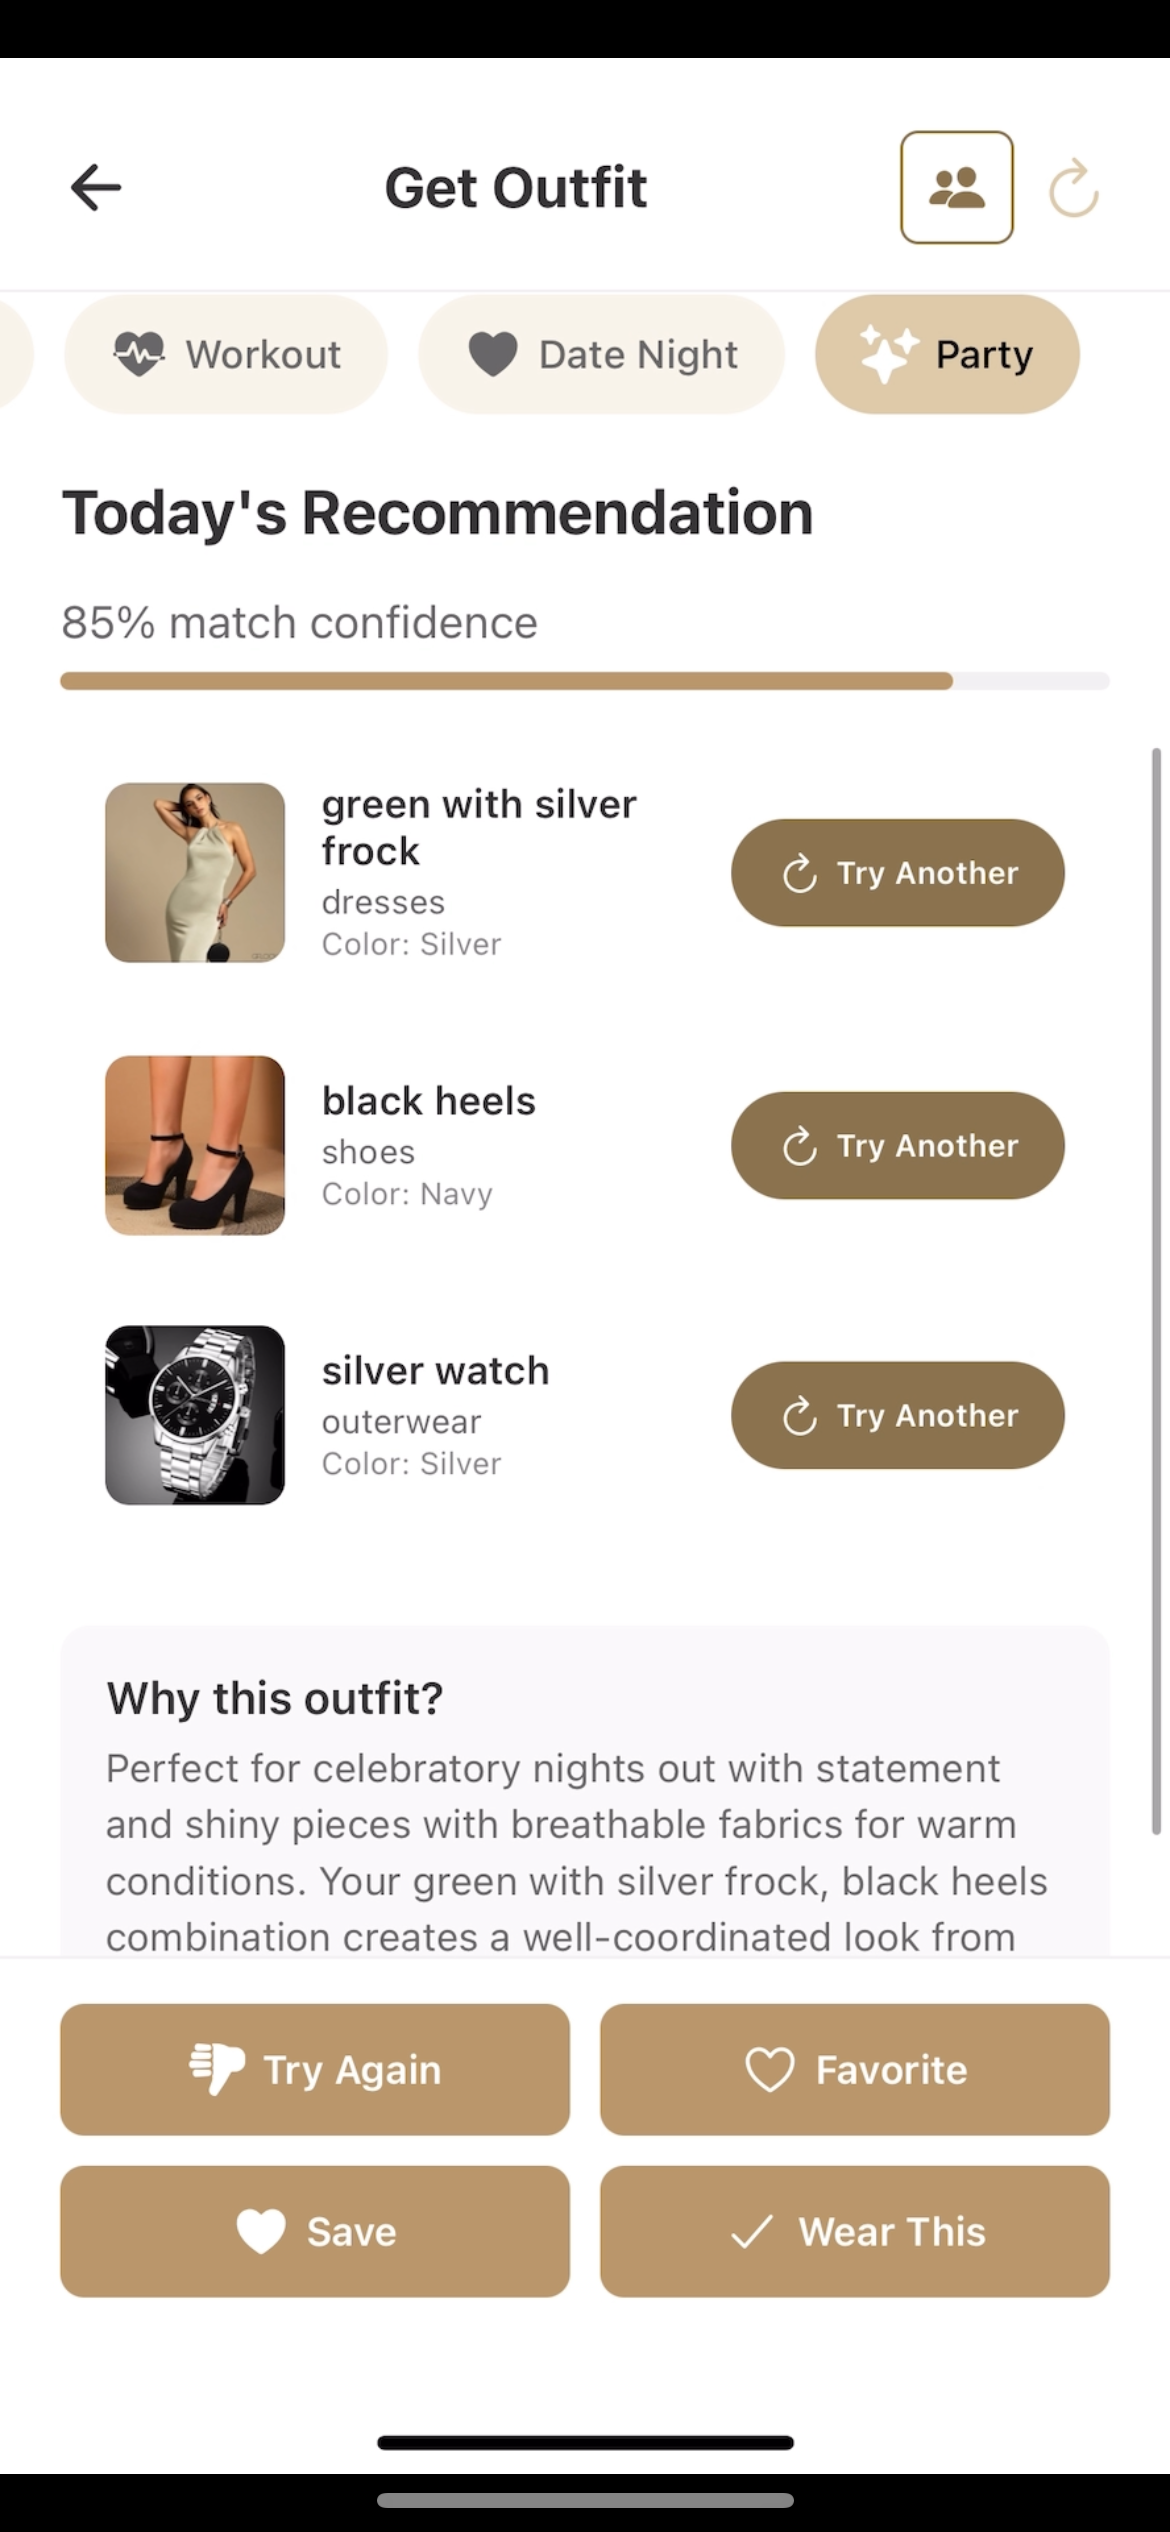 Get Outfit
Workout
Date Night
Party
Today's Recommendation
85% match confidence
green with silver
frock
dresses
Color: Silver
Try Another
black heels
shoes
Color: Navy
Try Another
silver watch
outerwear
Color: Silver
Try Another
Why this outfit?
Perfect for celebratory nights out with statement
and shiny pieces with breathable fabrics for warm
conditions. Your green with silver frock, black heels
combination creates a well-coordinated look from
Try Again
Favorite
Save
Wear This